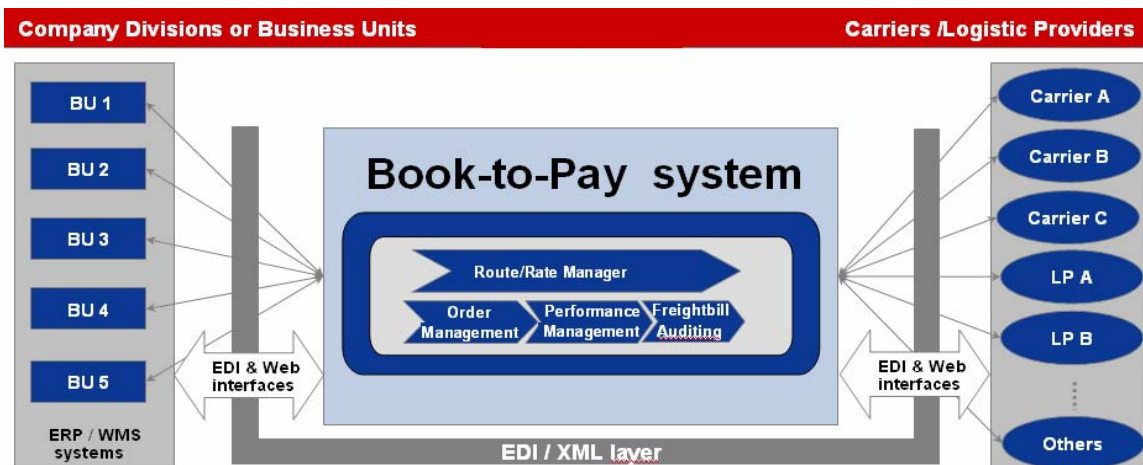 Company Divisions or Business Units
Carriers /Logistic Providers
BU 1
BU 2
BU 3
BU 4
BU 5
ERP / WMS
systems
EDI & Web
interfaces
Book-to-Pay system
Route/Rate Manager
Order
Management
Performance
Management
Freightbill
Auditing
EDI & Web
interfaces
EDI / XML layer
Carrier A
Carrier B
Carrier C
LP A
LP B
Others